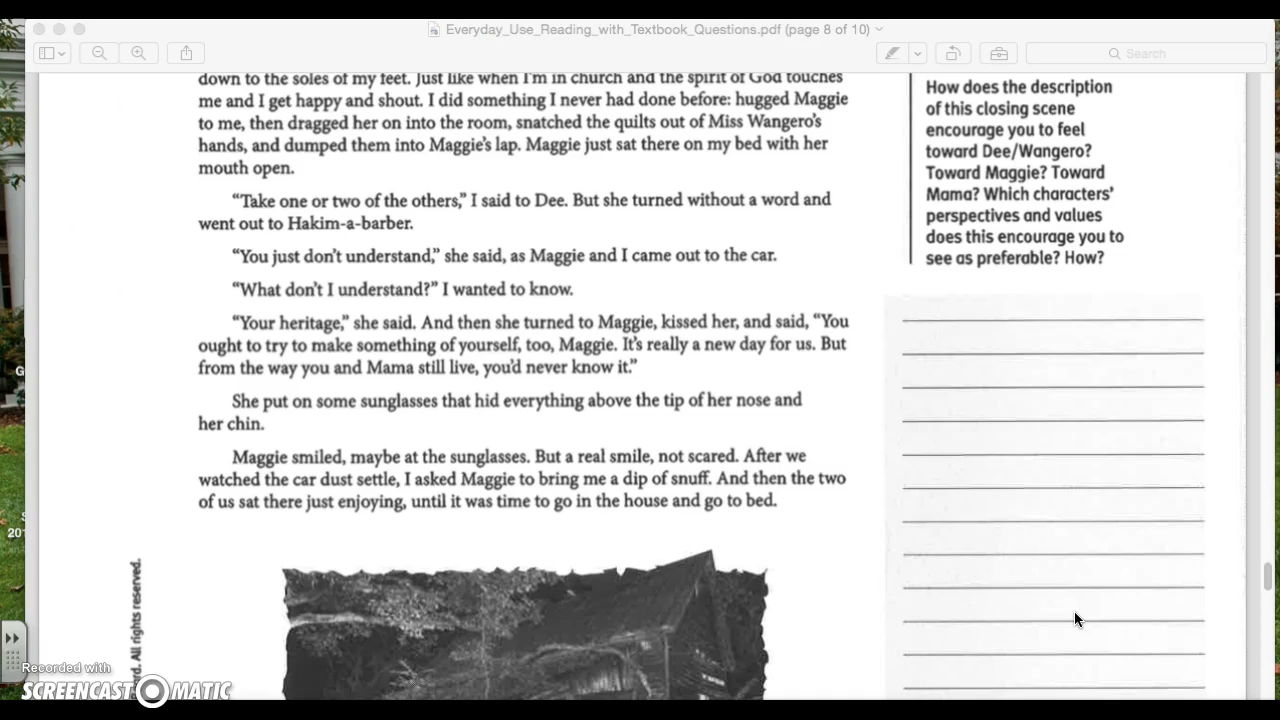 Everyday_Use_Reading_with_Textbook_Questions.pdf (page 8 of 10)
Search
down to the soles of my feet. Just like when I'm in church and the spirit of God touches
me and I get happy and shout. I did something I never had done before: hugged Maggie
to me, then dragged her on into the room, snatched the quilts out of Miss Wangero's
hands, and dumped them into Maggie's lap. Maggie just sat there on my bed with her
mouth open.
“Take one or two of the others,” I said to Dee. But she turned without a word and
went out to Hakim-a-barber.
“You just don't understand,” she said, as Maggie and I came out to the car.
“What don't I understand?” I wanted to know.
“Your heritage,” she said. And then she turned to Maggie, kissed her, and said, “You
ought to try to make something of yourself, too, Maggie. It's really a new day for us. But
from the way you and Mama still live, you'd never know it.”
She put on some sunglasses that hid everything above the tip of her nose and
her chin.
Maggie smiled, maybe at the sunglasses. But a real smile, not scared. After we
watched the car dust settle, I asked Maggie to bring me a dip of snuff. And then the two
of us sat there just enjoying, until it was time to go in the house and go to bed.
How does the description
of this closing scene
encourage you to feel
toward Dee/Wangero?
Toward Maggie? Toward
Mama? Which characters'
perspectives and values
does this encourage you to
see as preferable? How?
rd. All rights reserved.
Recorded with
SCREENCAST O MATIC